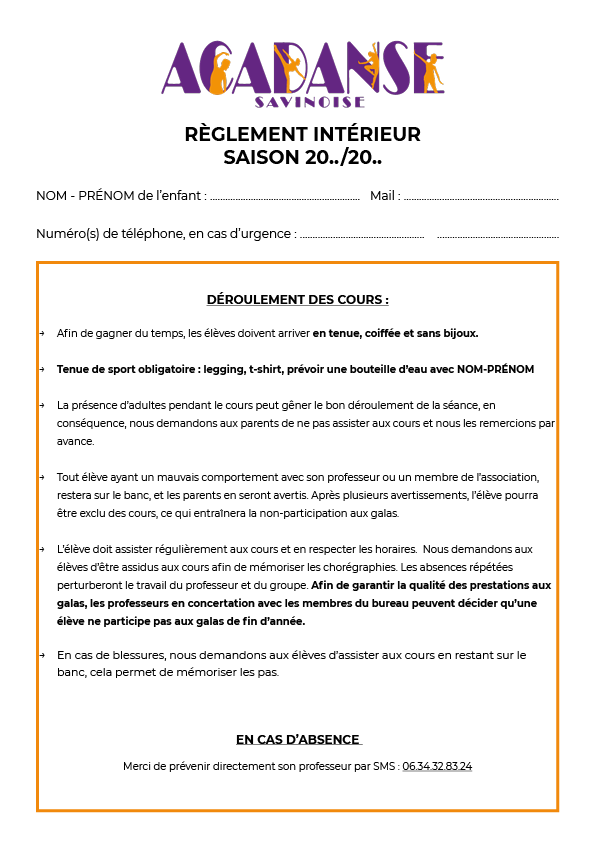 ACADANSE
SAVINOISE
RÈGLEMENT INTÉRIEUR
SAISON 20../20..
NOM - PRÉNOM de l'enfant : ............................................................ Mail : ..............................................................
Numéro(s) de téléphone, en cas d'urgence : .................................................. .................................................
DÉROULEMENT DES COURS :
→ Afin de gagner du temps, les élèves doivent arriver en tenue, coiffée et sans bijoux.
→ Tenue de sport obligatoire : legging, t-shirt, prévoir une bouteille d'eau avec NOM-PRÉNOM
→ La présence d'adultes pendant le cours peut gêner le bon déroulement de la séance, en
conséquence, nous demandons aux parents de ne pas assister aux cours et nous les remercions par
avance.
→ Tout élève ayant un mauvais comportement avec son professeur ou un membre de l'association,
restera sur le banc, et les parents en seront avertis. Après plusieurs avertissements, l'élève pourra
être exclu des cours, ce qui entraînera la non-participation aux galas.
→ L'élève doit assister régulièrement aux cours et en respecter les horaires. Nous demandons aux
élèves d'être assidus aux cours afin de mémoriser les chorégraphies. Les absences répétées
perturberont le travail du professeur et du groupe. Afin de garantir la qualité des prestations aux
galas, les professeurs en concertation avec les membres du bureau peuvent décider qu'une
élève ne participe pas aux galas de fin d'année.
→ En cas de blessures, nous demandons aux élèves d'assister aux cours en restant sur le
banc, cela permet de mémoriser les pas.
EN CAS D'ABSENCE
Merci de prévenir directement son professeur par SMS : 06.34.32.83.24